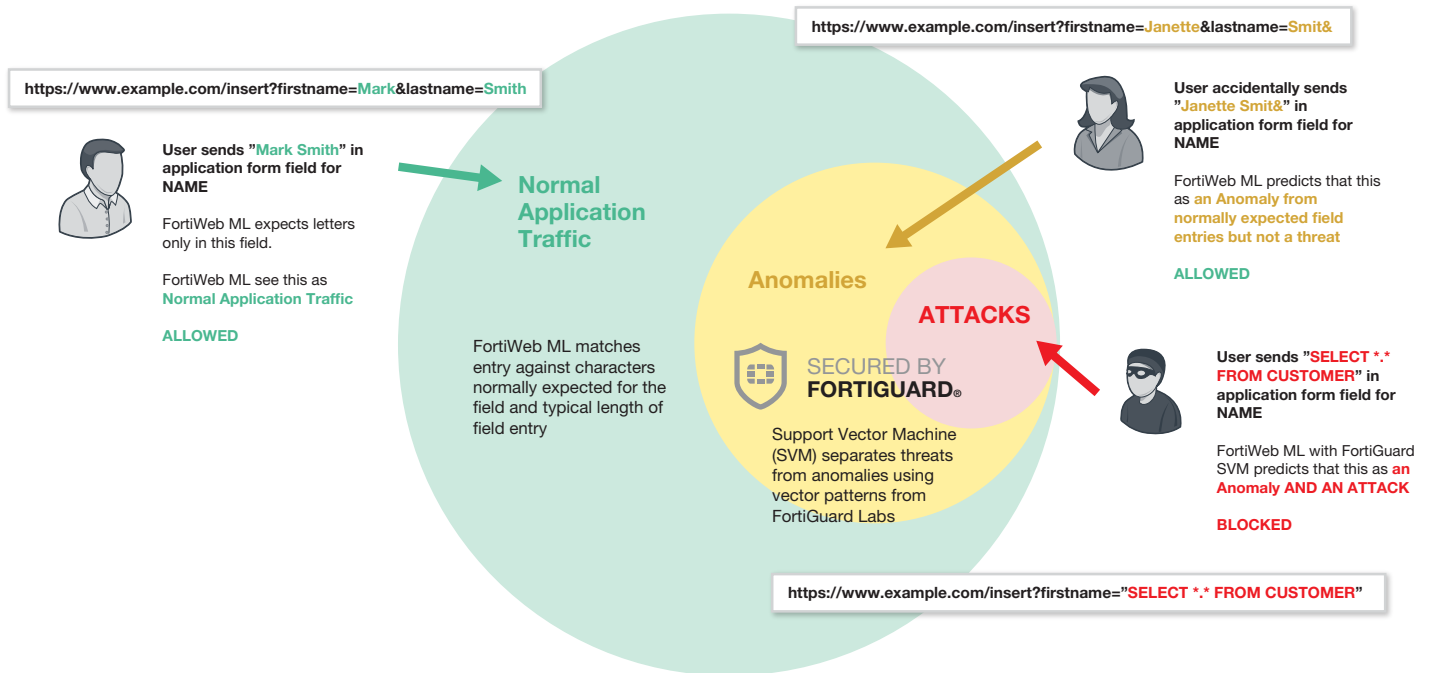 https://www.example.com/insert?firstname=Janette&lastname=Smit&
https://www.example.com/insert?firstname=Mark&lastname=Smith
User sends ”Mark Smith” in
application form field for
NAME
FortiWeb ML expects letters
only in this field.
FortiWeb ML see this as
Normal Application Traffic
ALLOWED
Normal
Application
Traffic
FortiWeb ML matches
entry against characters
normally expected for the
field and typical length of
field entry
Anomalies
ATTACKS
SECURED BY
FORTIGUARD®
Support Vector Machine
(SVM) separates threats
from anomalies using
vector patterns from
FortiGuard Labs
User accidentally sends
”Janette Smit&” in
application form field for
NAME
FortiWeb ML predicts that this
as an Anomaly from
normally expected field
entries but not a threat
ALLOWED
User sends ”SELECT *.*
FROM CUSTOMER” in
application form field for
NAME
FortiWeb ML with FortiGuard
SVM predicts that this as an
Anomaly AND AN ATTACK
BLOCKED
https://www.example.com/insert?firstname=”SELECT *.* FROM CUSTOMER”